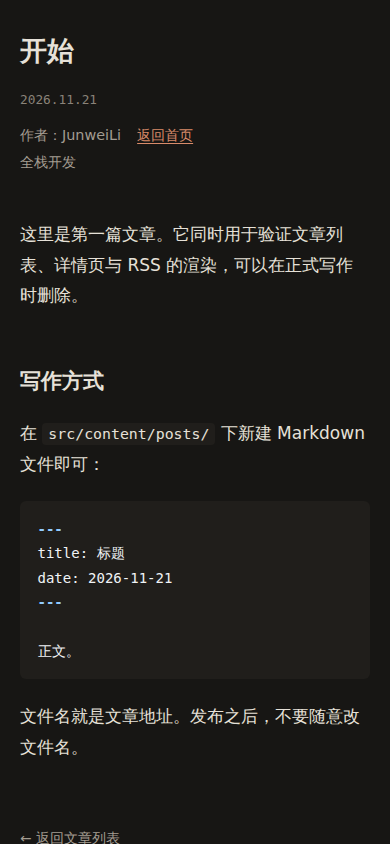 开始
2026.11.21
作者：JunweiLi 返回首页
全栈开发
这里是第一篇文章。它同时用于验证文章列
表、详情页与 RSS 的渲染，可以在正式写作
时删除。
写作方式
在 src/content/posts/ 下新建 Markdown
文件即可：
---
title: 标题
date: 2026-11-21
---
正文。
文件名就是文章地址。发布之后，不要随意改
文件名。
← 返回文章列表